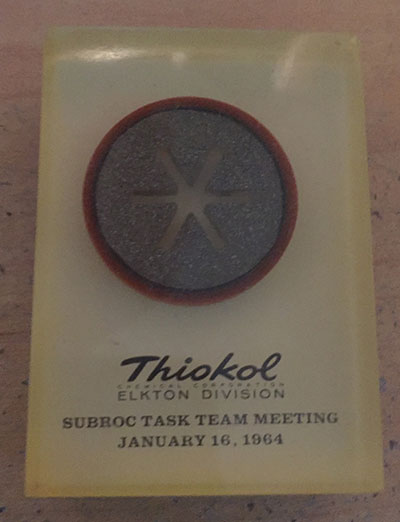 Thiokol
CHEMICAL CORPORATION
ELKTON DIVISION
SUBROC TASK TEAM MEETING
JANUARY 16, 1964